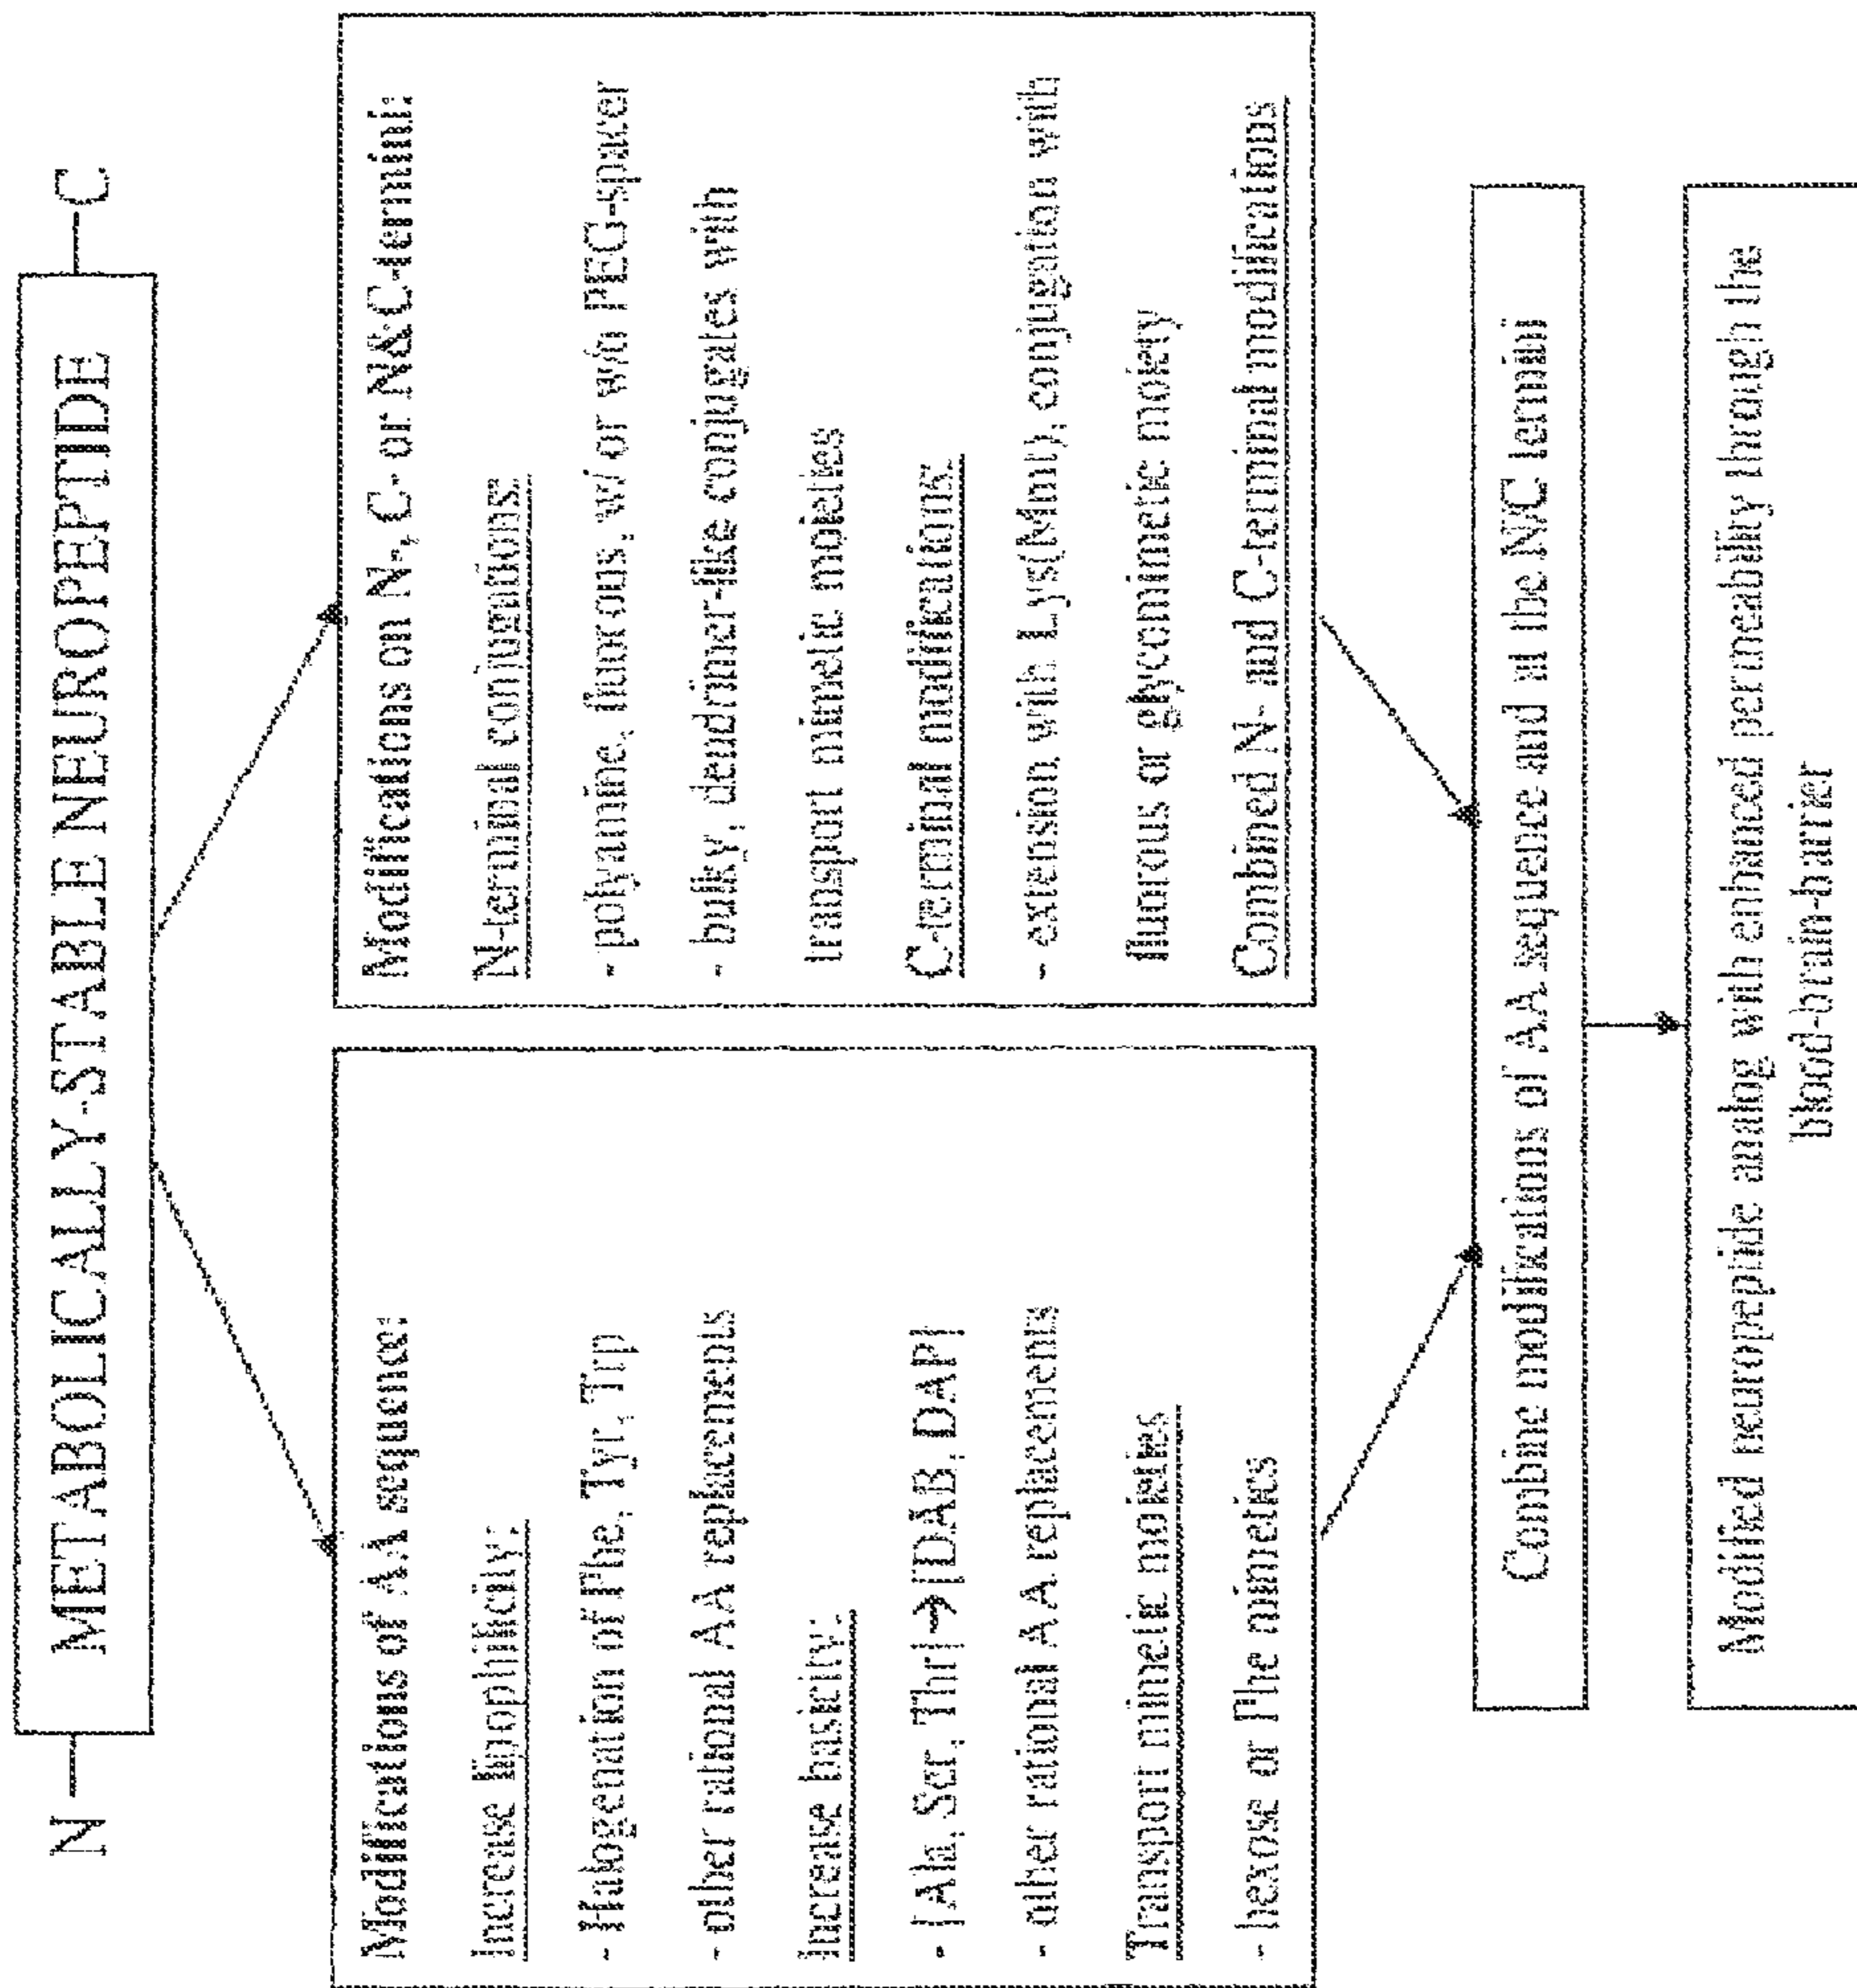 N
METABOLICALLY-STABLE NEUROPEPTIDE
C
Modifications of AA sequence:
Increase lipophilicity:
- Halogenation of Phe, Tyr, Trp
- other rational AA replacements
Increase basicity:
- [Ala, Ser, Thr]→[DAB, DAP]
- other rational AA replacements
Transport mimetic moieties
- hexose or Phe mimetics
Modifications on N-, C- or N&C-termini:
N-terminal conjugations:
- polyamine, fluorous, w/ or w/o PEG-spacer
- bulky, dendrimer-like conjugates with
transport mimetic moieties
C-terminal modifications:
- extension with Lys(Mmt), conjugation with
fluorous or glycomimetic moiety
Combined N- and C-terminal modifications
Combine modifications of AA sequence and at the N/C termini
Modified neuropeptide analog with enhanced permeability through the
blood-brain-barrier